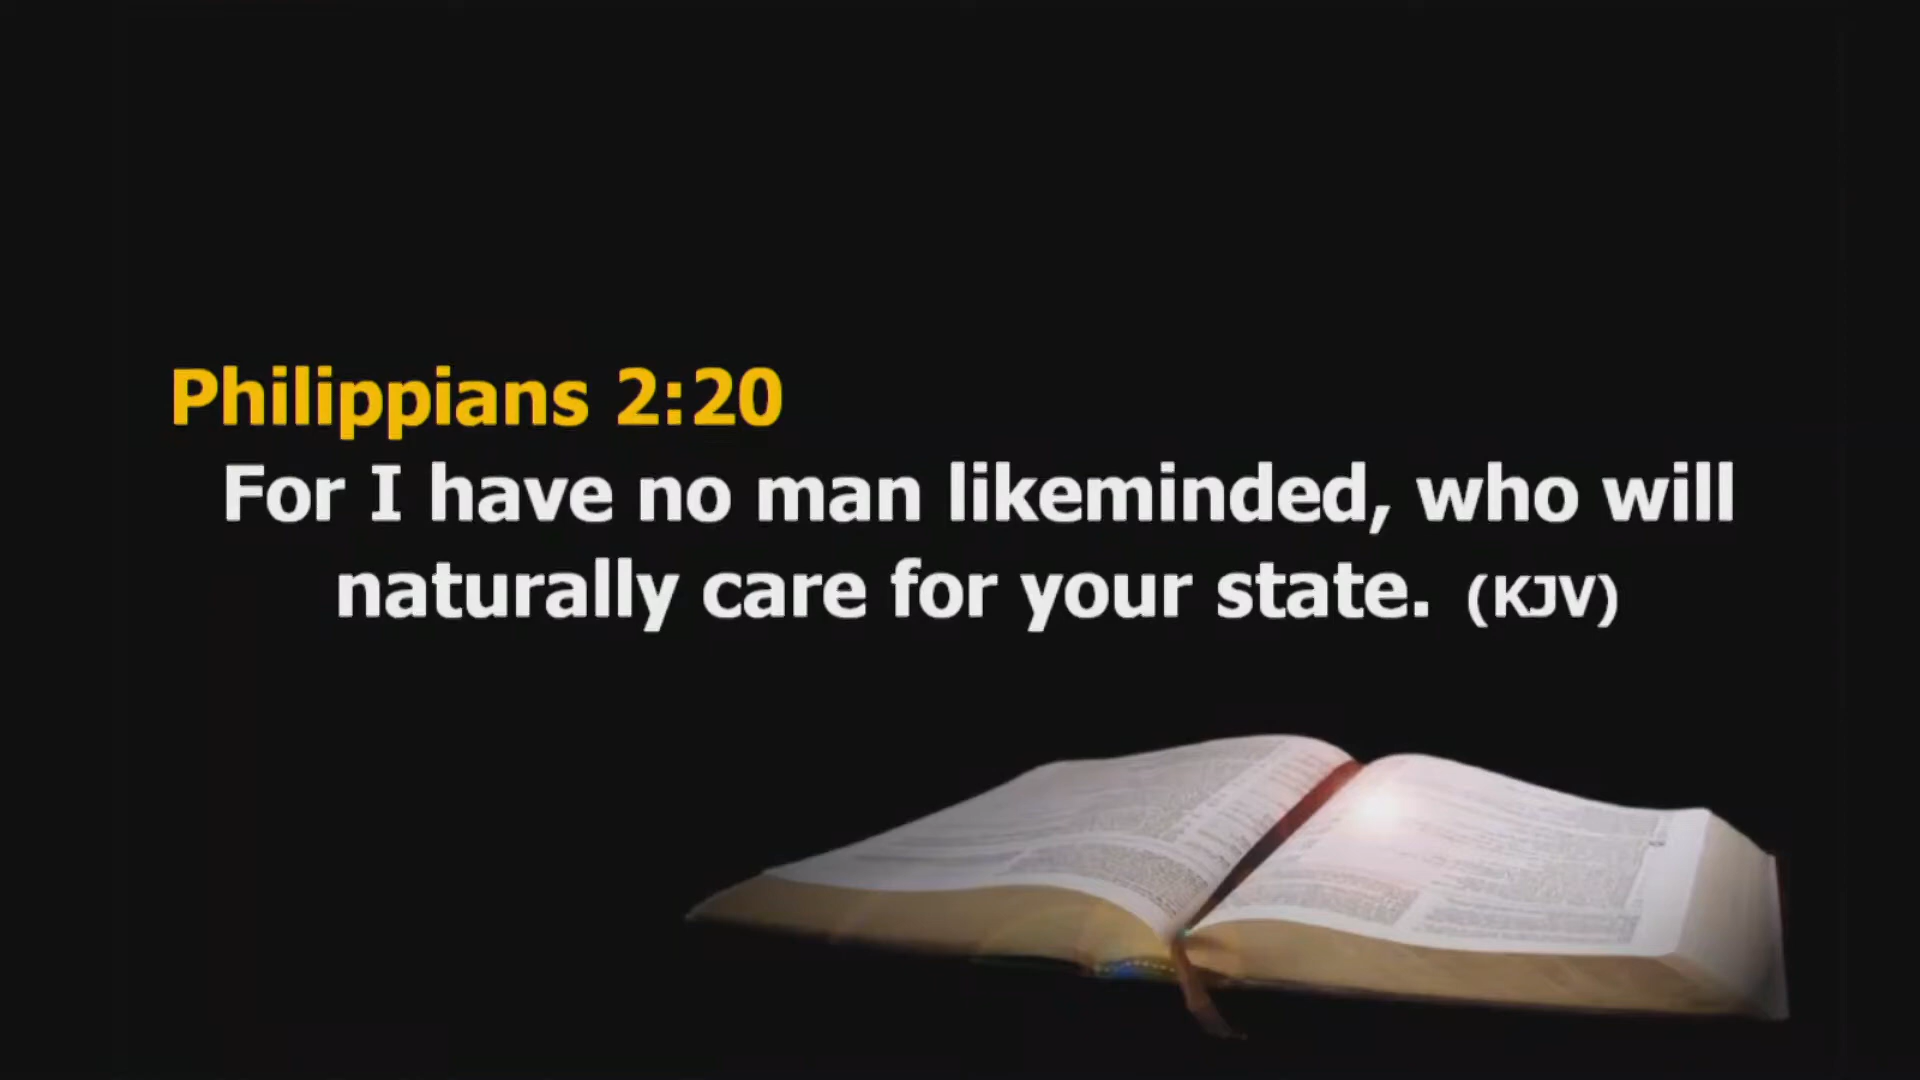 Philippians 2:20
For I have no man likeminded, who will
naturally care for your state. (KJV)